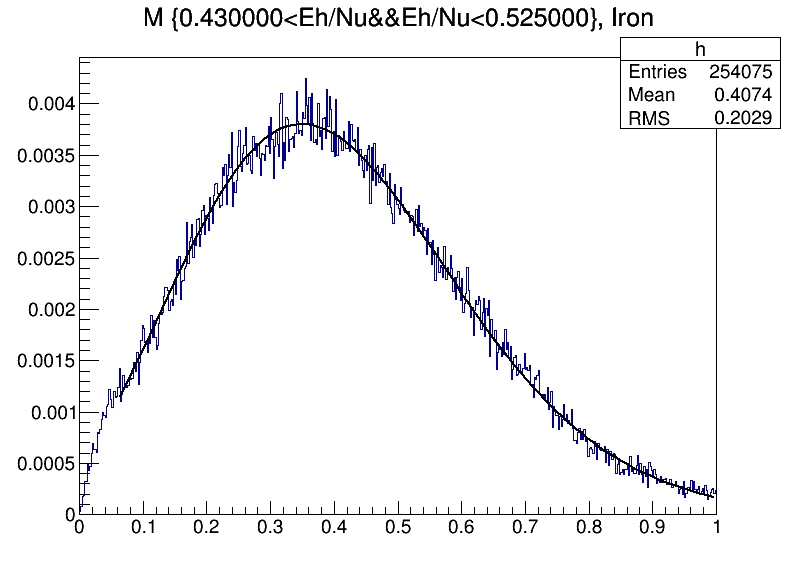 M {0.430000<Eh/Nu&&Eh/Nu<0.525000}, Iron
h
Entries 254075
Mean 0.4074
RMS 0.2029
0.004
0.0035
0.003
0.0025
0.002
0.0015
0.001
0.0005
0
0 0.1 0.2 0.3 0.4 0.5 0.6 0.7 0.8 0.9 1